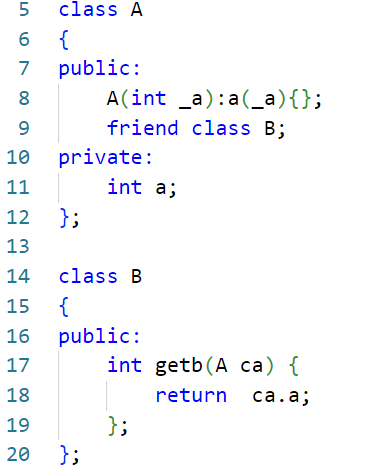 5 class A
6 {
7 public:
8     A(int _a):a(_a){};
9     friend class B;
10 private:
11     int a;
12 };
13
14 class B
15 {
16 public:
17     int getb(A ca) {
18         return  ca.a;
19     };
20 };